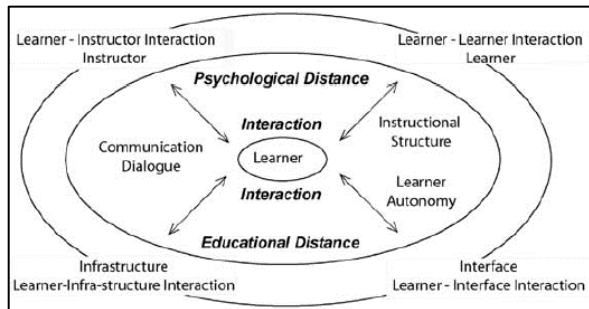 Learner - Instructor Interaction
Instructor
Learner - Learner Interaction
Learner
Psychological Distance
Communication
Dialogue
Interaction
Learner
Interaction
Instructional
Structure
Learner
Autonomy
Educational Distance
Infrastructure
Learner-Infra-structure Interaction
Interface
Learner - Interface Interaction